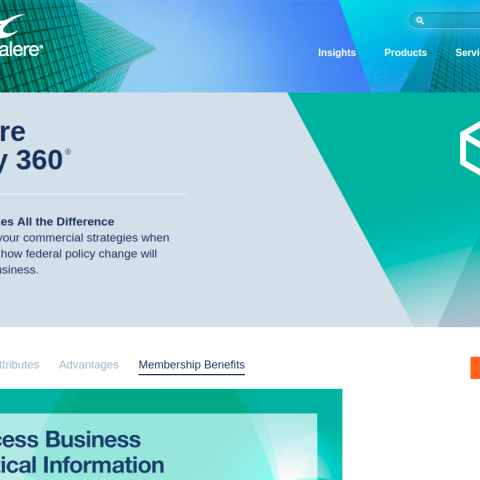 alere®
Insights Products Servi
re
y 360®
es All the Difference
your commercial strategies when
how federal policy change will
usiness.
ttributes Advantages Membership Benefits
cess Business
tical Information